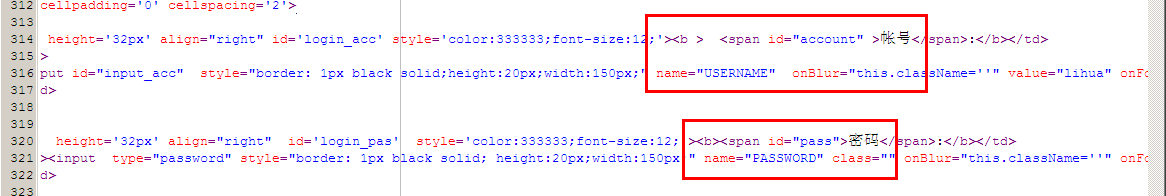 312 cellpadding='0' cellspacing='2'>
313
314 height='32px' align="right" id='login_acc' style='color:333333;font-size:12;'><b > <span id="account" >帐号</span>:</b></td>
315 >
316 put id="input_acc" style="border: 1px black solid;height:20px;width:150px;" name="USERNAME" onBlur="this.className=''" value="lihua" onFo
317 d>
318
319
320 height='32px' align="right" id='login_pas' style='color:333333;font-size:12; ><b><span id="pass">密码</span>:</b></td>
321 ><input type="password" style="border: 1px black solid; height:20px;width:150px " name="PASSWORD" class="" onBlur="this.className=''" onFo
322 d>
323